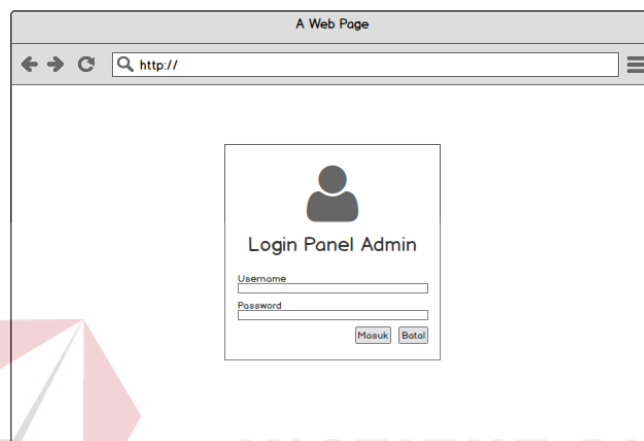 A Web Page
http://
Login Panel Admin
Username
Password
Masuk Batal